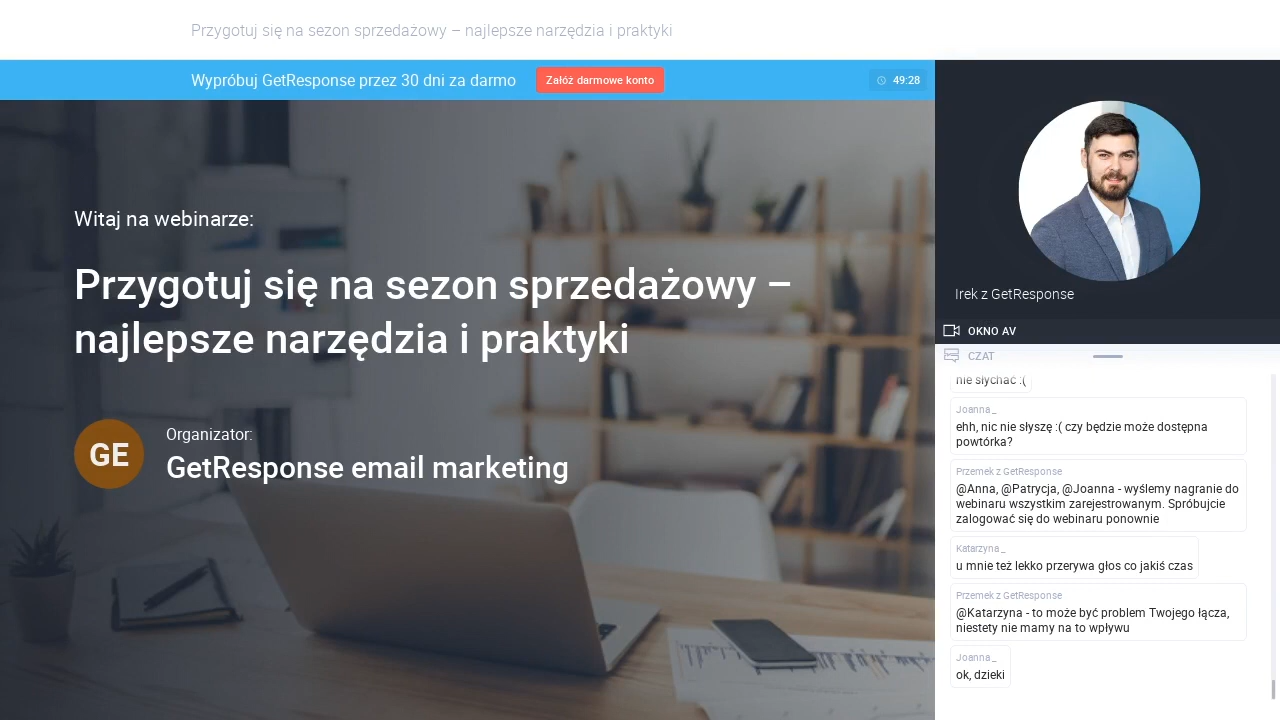 Przygotuj się na sezon sprzedażowy – najlepsze narzędzia i praktyki
Wypróbuj GetResponse przez 30 dni za darmo
Załóż darmowe konto
49:28
Witaj na webinarze:
Przygotuj się na sezon sprzedażowy –
najlepsze narzędzia i praktyki
GE
Organizator:
GetResponse email marketing
Irek z GetResponse
OKNO AV
CZAT
nie słychać :(
Joanna _
ehh, nic nie słyszę :( czy będzie może dostępna
powtórka?
Przemek z GetResponse
@Anna, @Patrycja, @Joanna - wyślemy nagranie do
webinaru wszystkim zarejestrowanym. Spróbujcie
zalogować się do webinaru ponownie
Katarzyna _
u mnie też lekko przerywa głos co jakiś czas
Przemek z GetResponse
@Katarzyna - to może być problem Twojego łącza,
niestety nie mamy na to wpływu
Joanna _
ok, dzieki